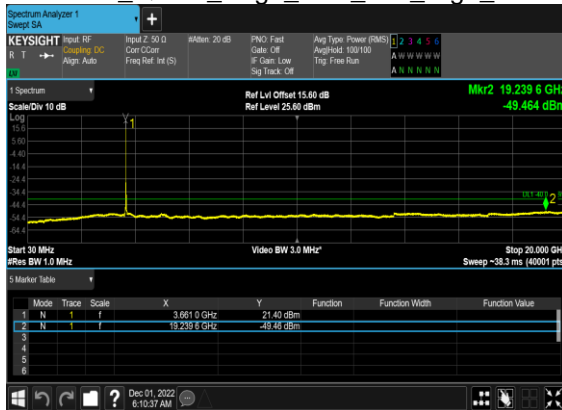 Spectrum Analyzer 1
Swept SA
KEYSIGHT Input: RF Input Z: 50 Ω #Atten: 20 dB PNO: Fast Avg Type: Power (RMS) 1 2 3 4 5 6
R T Coupling: DC Corr CCorr Gate: Off Avg|Hold: 100/100 A W W W W W
Align: Auto Freq Ref: Int (S) IF Gain: Low Trig: Free Run
LXI Sig Track: Off A N N N N N
1 Spectrum Ref Lvl Offset 15.60 dB Mkr2 19.239 6 GHz
Scale/Div 10 dB Ref Level 25.60 dBm -49.464 dBm
Log
15.6 1
5.60
-4.40
-14.4
-24.4
-34.4
-44.4 2
-54.4
-64.4
Start 30 MHz Video BW 3.0 MHz* Stop 20.000 GHz
#Res BW 1.0 MHz Sweep ~38.3 ms (40001 pts)
5 Marker Table
Mode Trace Scale X Y Function Function Width Function Value
1 N 1 f 3.661 0 GHz 21.40 dBm
2 N 1 f 19.239 6 GHz -49.46 dBm
3
4
5
6
? Dec 01, 2022
6:10:37 AM